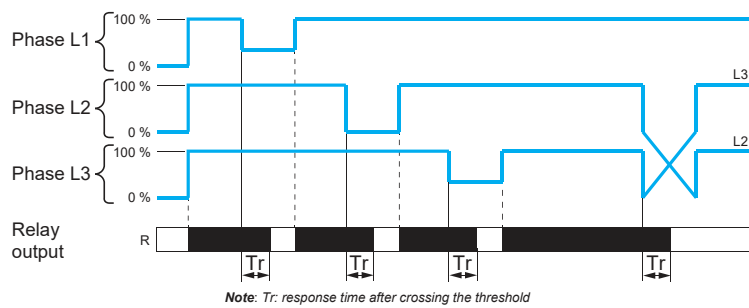 Phase L1
100 %
0 %
Phase L2
100 %
0 %
L3
Phase L3
100 %
0 %
L2
Relay
output
R
Tr
Tr
Tr
Tr
Note: Tr: response time after crossing the threshold